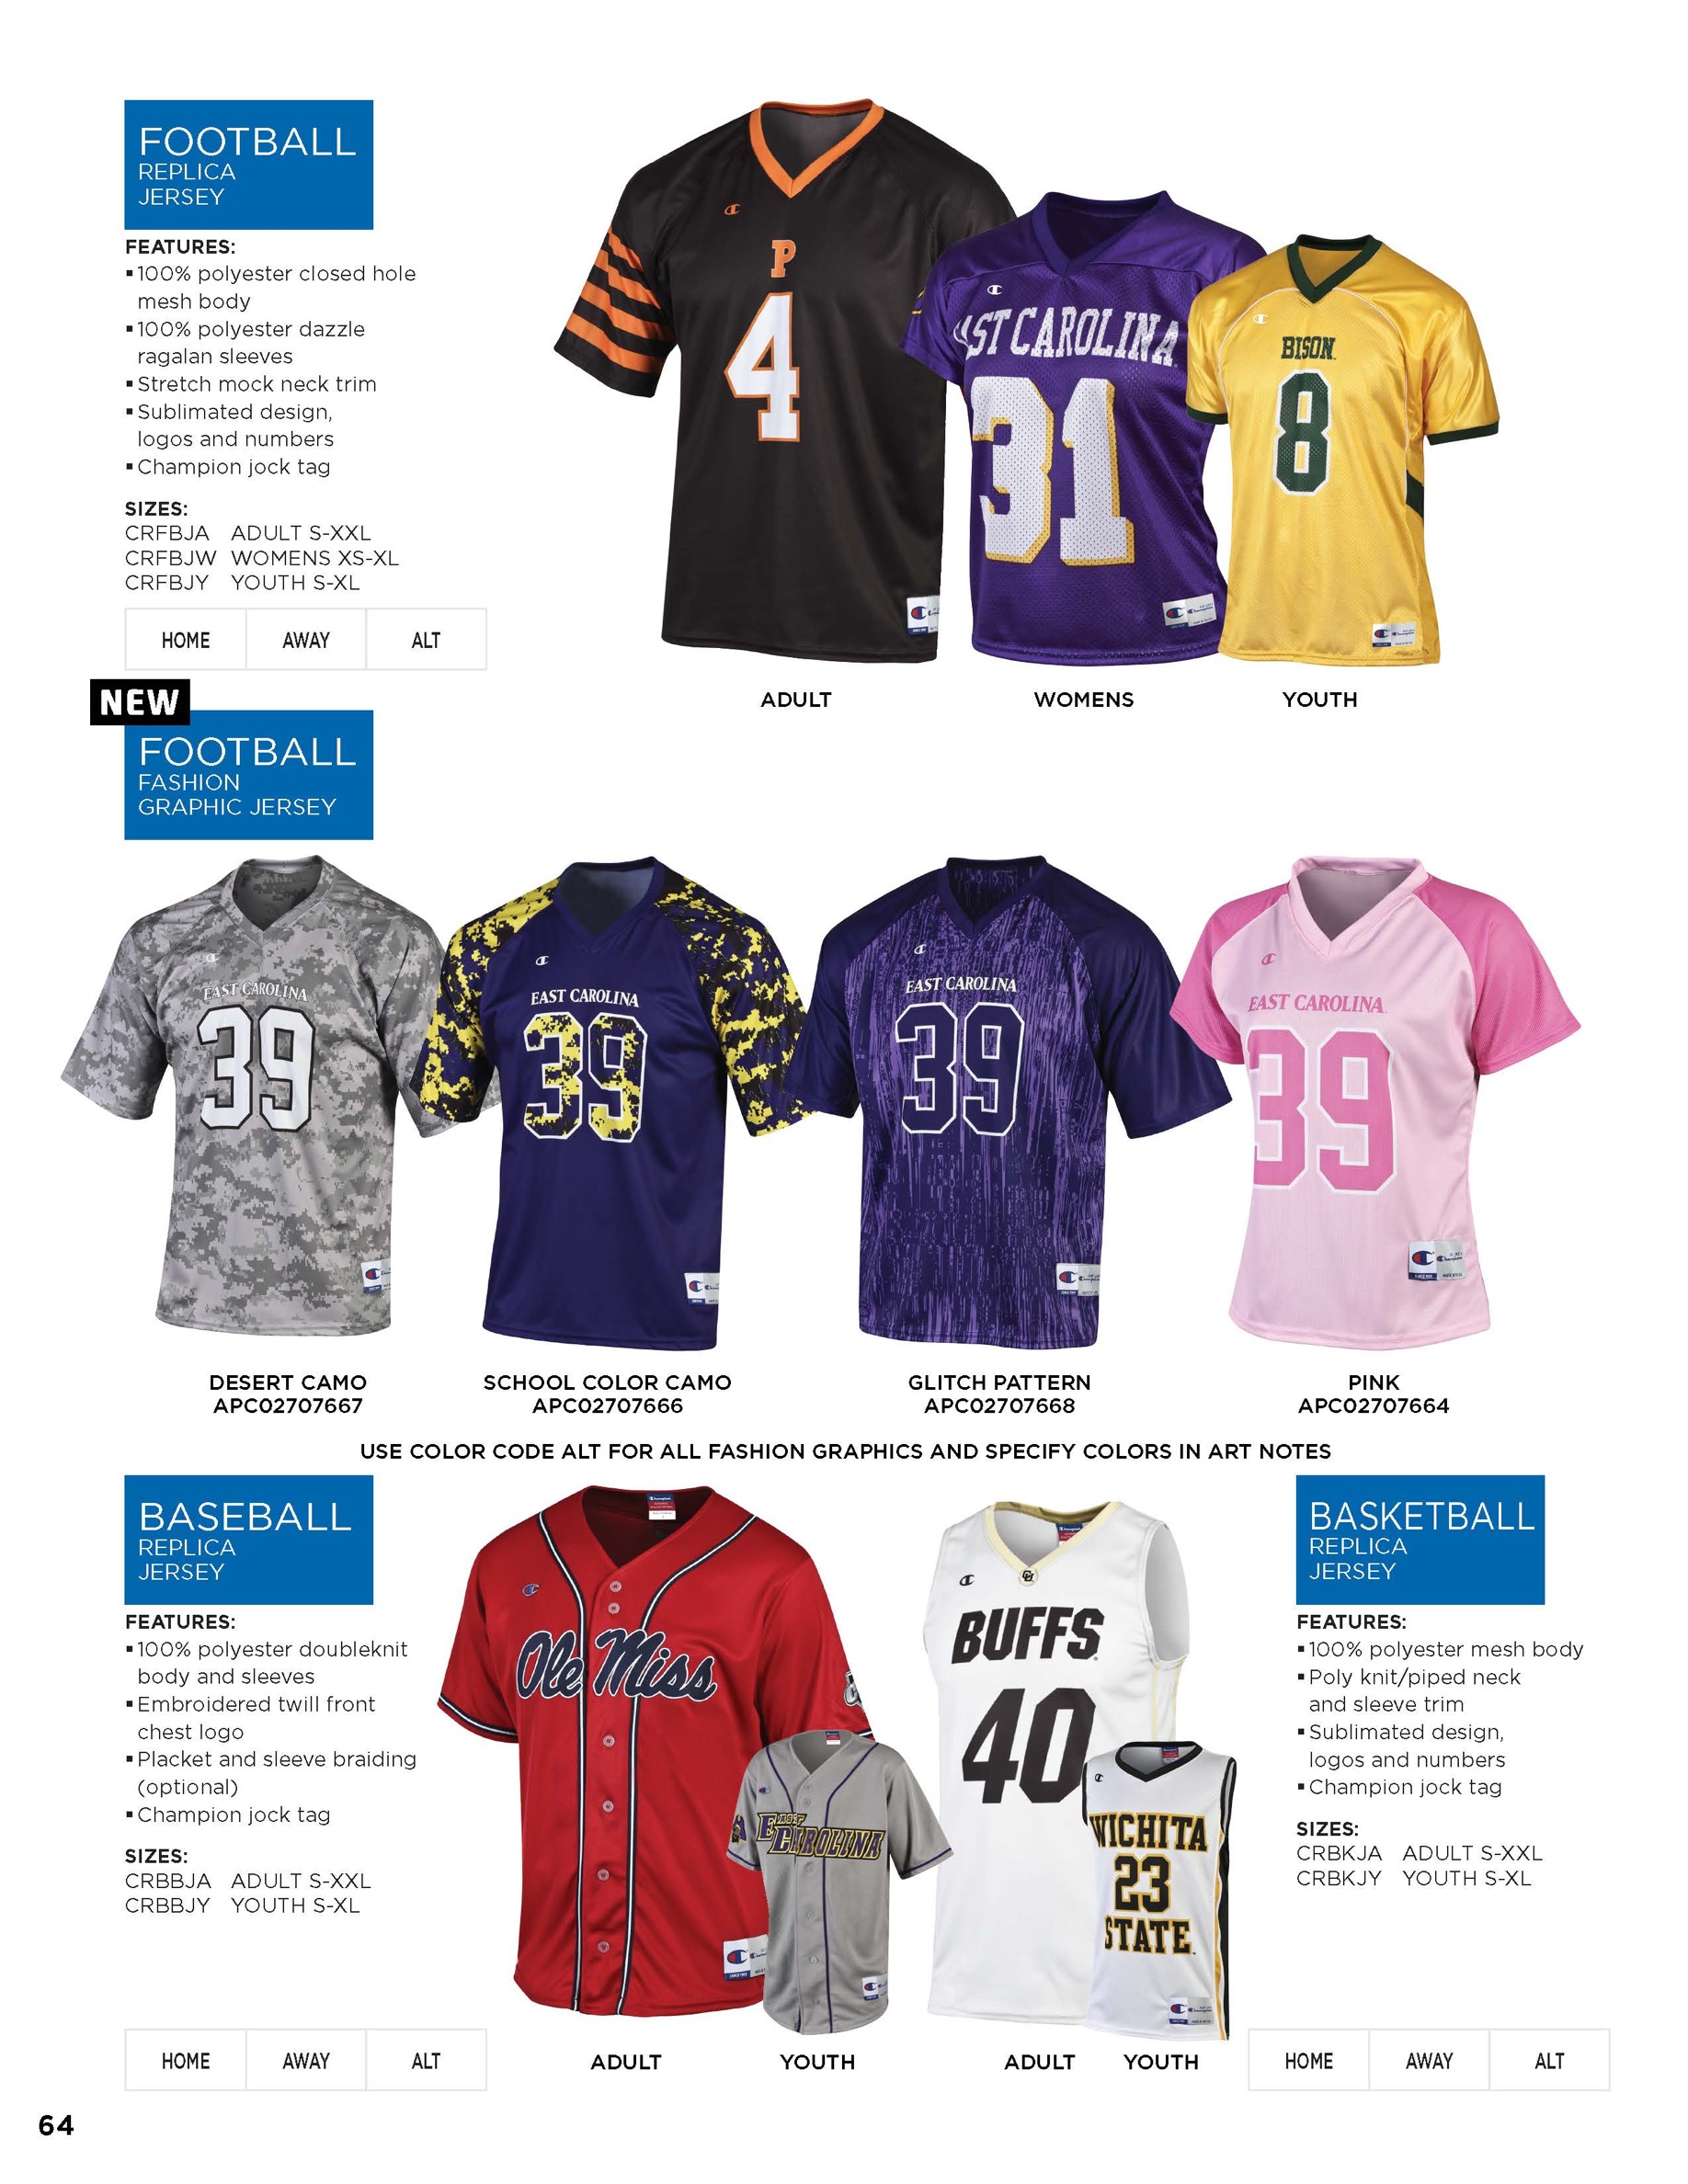 FOOTBALL
REPLICA
JERSEY
FEATURES:
▪ 100% polyester closed hole
mesh body
▪ 100% polyester dazzle
ragalan sleeves
▪ Stretch mock neck trim
▪ Sublimated design,
logos and numbers
▪ Champion jock tag
SIZES:
CRFBJA ADULT S-XXL
CRFBJW WOMENS XS-XL
CRFBJY YOUTH S-XL
HOME AWAY ALT
P
4
AST CAROLINA
31
BISON
8
ADULT WOMENS YOUTH
NEW
FOOTBALL
FASHION
GRAPHIC JERSEY
EAST CAROLINA
39
EAST CAROLINA
39
EAST CAROLINA
39
EAST CAROLINA
39
DESERT CAMO
APC02707667
SCHOOL COLOR CAMO
APC02707666
GLITCH PATTERN
APC02707668
PINK
APC02707664
USE COLOR CODE ALT FOR ALL FASHION GRAPHICS AND SPECIFY COLORS IN ART NOTES
BASEBALL
REPLICA
JERSEY
FEATURES:
▪ 100% polyester doubleknit
body and sleeves
▪ Embroidered twill front
chest logo
▪ Placket and sleeve braiding
(optional)
▪ Champion jock tag
SIZES:
CRBBJA ADULT S-XXL
CRBBJY YOUTH S-XL
HOME AWAY ALT
Ole Miss
EAST
CAROLINA
ADULT YOUTH
CU
BUFFS
40
WICHITA
23
STATE
ADULT YOUTH
BASKETBALL
REPLICA
JERSEY
FEATURES:
▪ 100% polyester mesh body
▪ Poly knit/piped neck
and sleeve trim
▪ Sublimated design,
logos and numbers
▪ Champion jock tag
SIZES:
CRBKJA ADULT S-XXL
CRBKJY YOUTH S-XL
HOME AWAY ALT
64